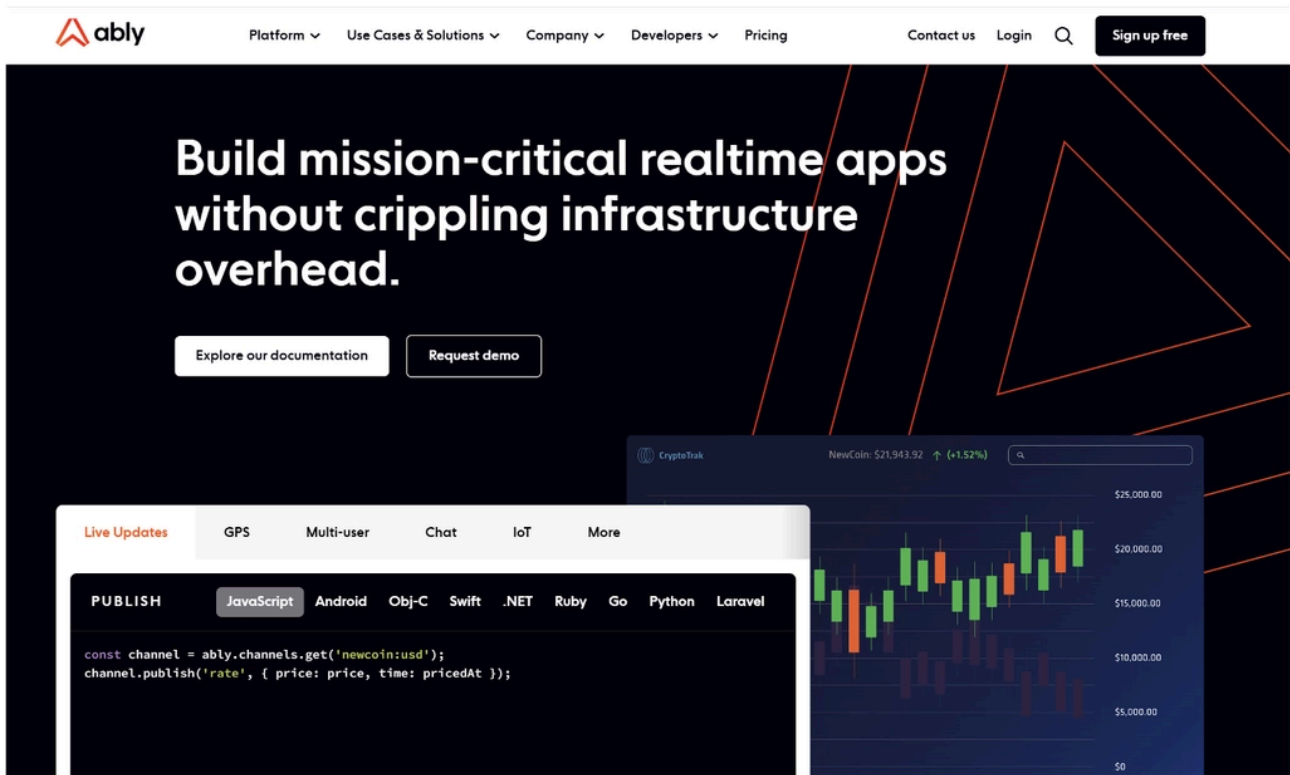 ably
Platform
Use Cases & Solutions
Company
Developers
Pricing
Contact us
Login
Sign up free
Build mission-critical realtime apps
without crippling infrastructure
overhead.
Explore our documentation
Request demo
CryptoTrak
NewCoin: $21,943.92 ↑ (+1.52%)
$25,000.00
$20,000.00
$15,000.00
$10,000.00
$5,000.00
$0
Live Updates
GPS
Multi-user
Chat
IoT
More
PUBLISH
JavaScript
Android
Obj-C
Swift
.NET
Ruby
Go
Python
Laravel
const channel = ably.channels.get('newcoin:usd');
channel.publish('rate', { price: price, time: pricedAt });